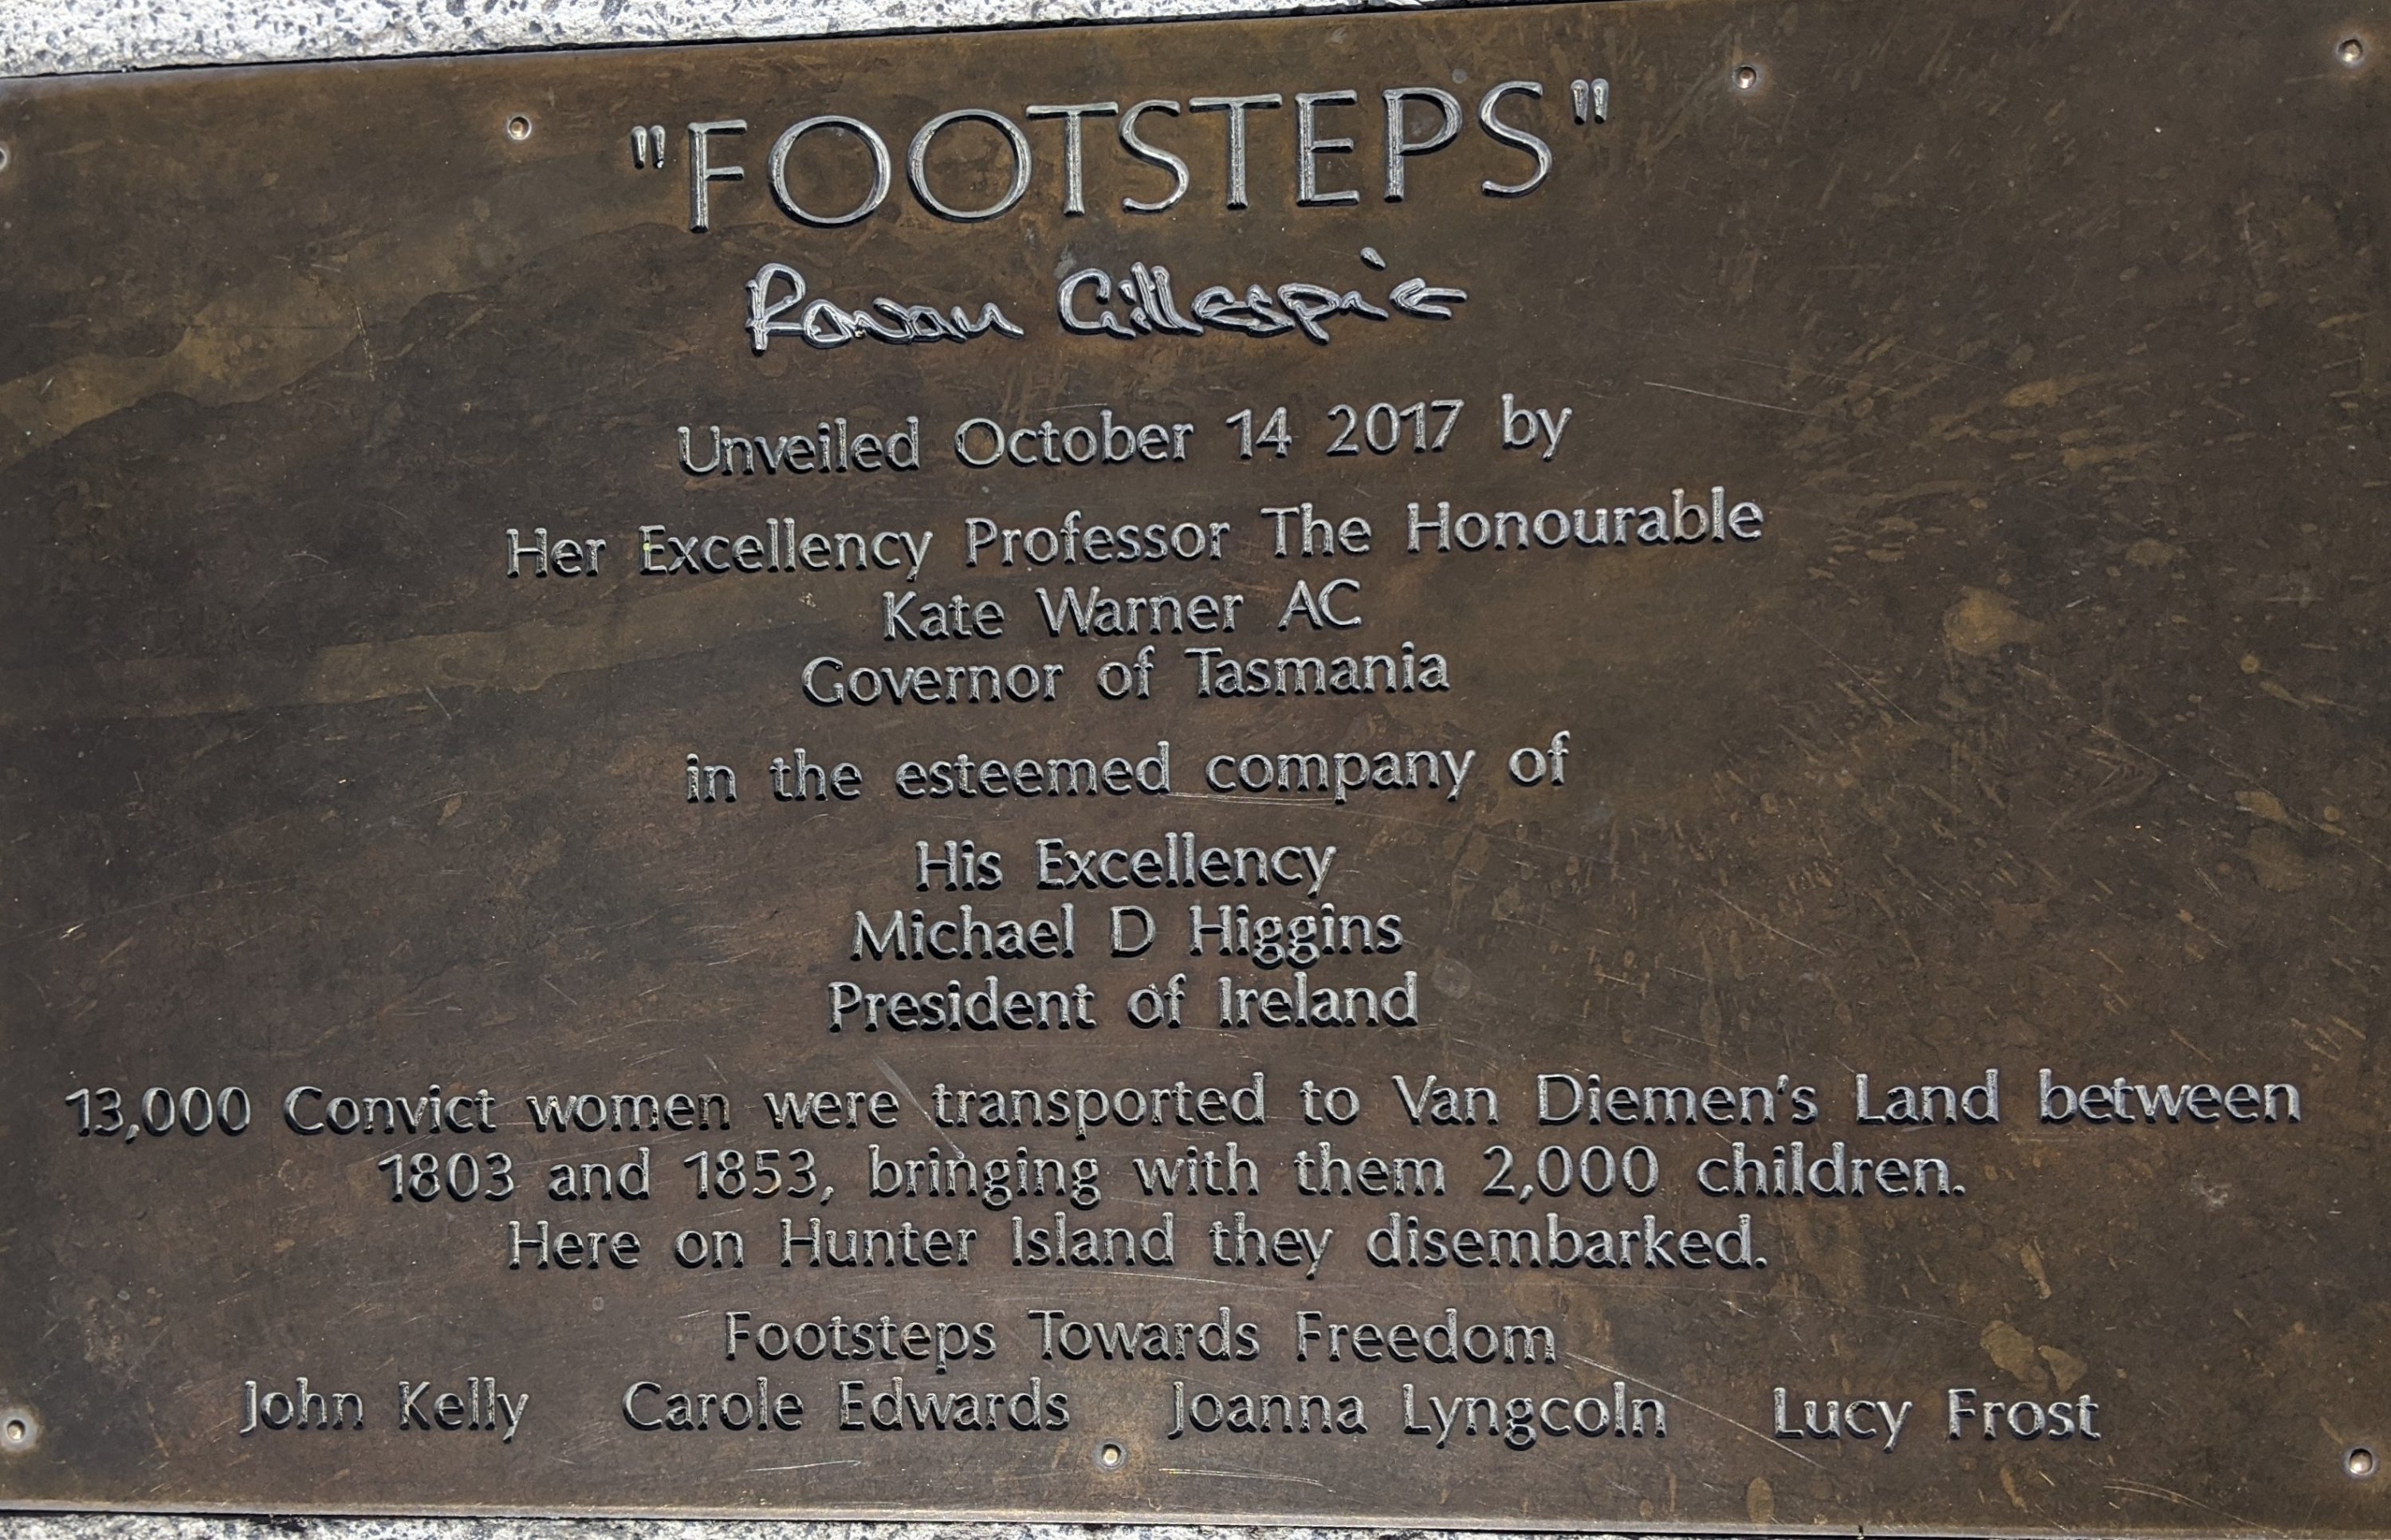 "FOOTSTEPS"
Rowan Gillespie
Unveiled October 14 2017 by
Her Excellency Professor The Honourable
Kate Warner AC
Governor of Tasmania
in the esteemed company of
His Excellency
Michael D Higgins
President of Ireland
13,000 Convict women were transported to Van Diemen's Land between
1803 and 1853, bringing with them 2,000 children.
Here on Hunter Island they disembarked.
Footsteps Towards Freedom
John Kelly Carole Edwards Joanna Lyngcoln Lucy Frost